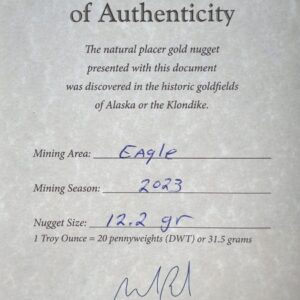 of Authenticity
The natural placer gold nugget
presented with this document
was discovered in the historic goldfields
of Alaska or the Klondike.
Mining Area: EAgle
Mining Season: 2023
Nugget Size: 12.2 gr
1 Troy Ounce = 20 pennyweights (DWT) or 31.5 grams